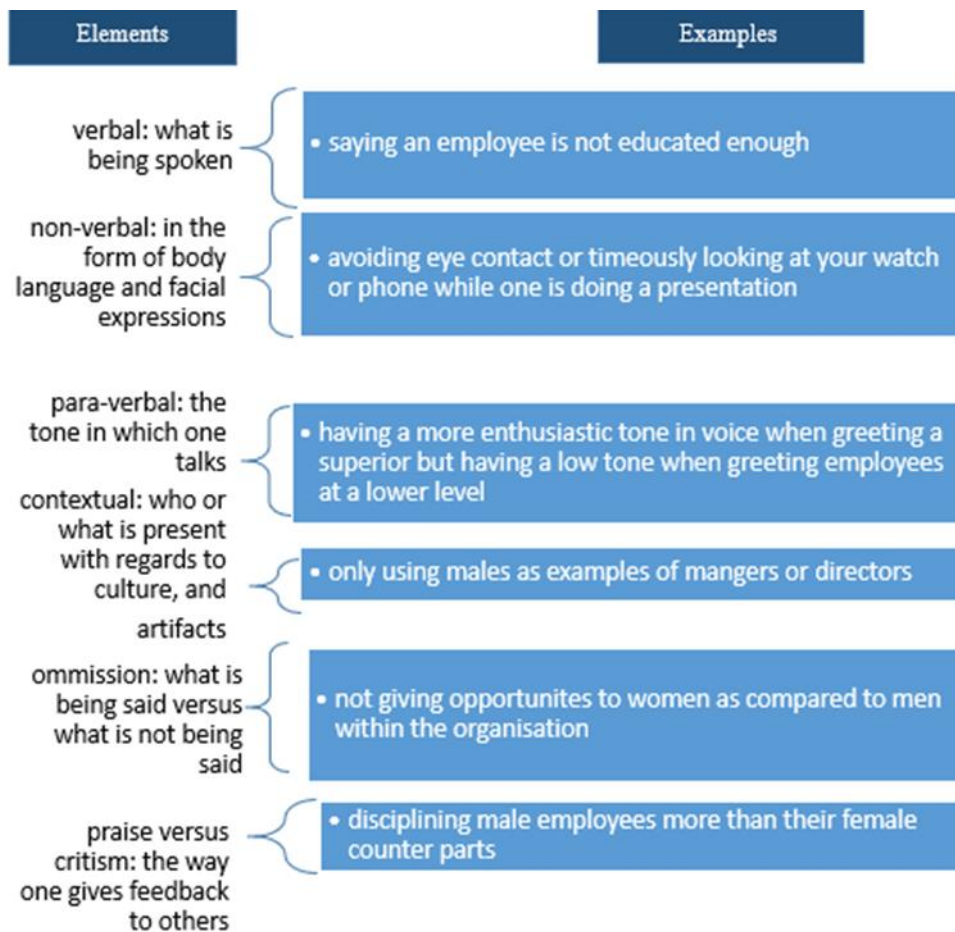 Elements
Examples
verbal: what is
being spoken
• saying an employee is not educated enough
non-verbal: in the
form of body
language and facial
expressions
• avoiding eye contact or timeously looking at your watch
or phone while one is doing a presentation
para-verbal: the
tone in which one
talks
• having a more enthusiastic tone in voice when greeting a
superior but having a low tone when greeting employees
at a lower level
contextual: who or
what is present
with regards to
culture, and
artifacts
• only using males as examples of mangers or directors
ommission: what is
being said versus
what is not being
said
• not giving opportunites to women as compared to men
within the organisation
praise versus
critism: the way
one gives feedback
to others
• disciplining male employees more than their female
counter parts